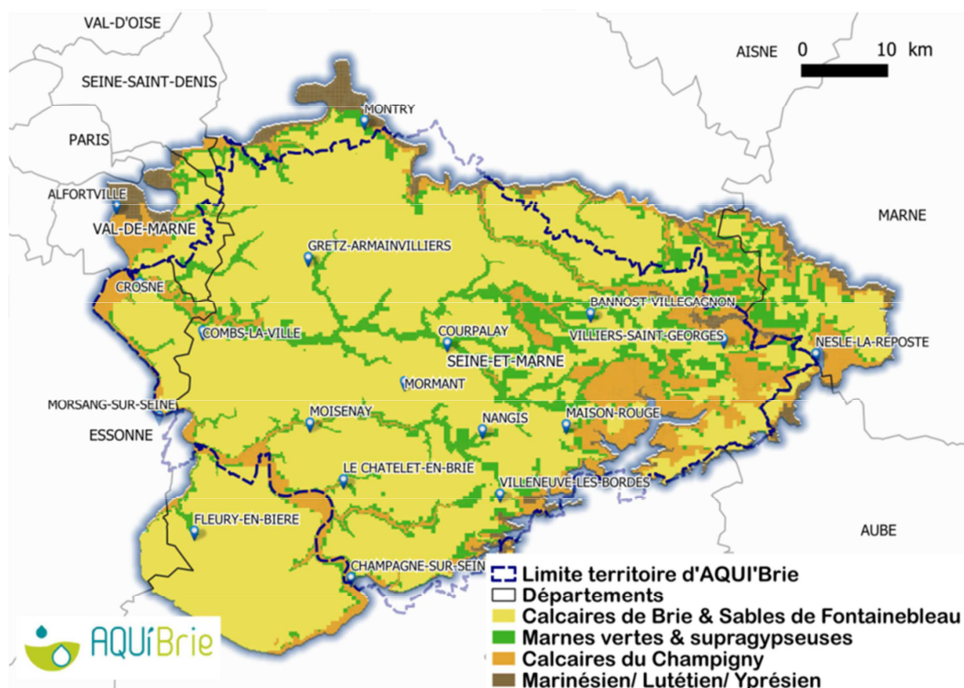 VAL-D'OISE
AISNE
0 10 km
SEINE-SAINT-DENIS
MONTRY
PARIS
ALFORTVILLE
MARNE
VAL-DE-MARNE
GRETZ-ARMAINVILLIERS
CROSNE
BANNOST VILLEGAGNON
COMBS-LA-VILLE
COURPALAY
VILLIERS-SAINT-GEORGES
NESLE-LA-REPOSTE
SEINE-ET-MARNE
MORMANT
MORSANG-SUR-SEINE
MOISENAY
NANGIS
MAISON-ROUGE
ESSONNE
LE CHATELET-EN-BRIE
VILLENEUVE-LES-BORDES
FLEURY-EN-BIERE
AUBE
CHAMPAGNE-SUR-SEIN
Limite territoire d'AQUI'Brie
Départements
Calcaires de Brie & Sables de Fontainebleau
Marnes vertes & supragypseuses
Calcaires du Champigny
Marinésien/ Lutétien/ Yprésien
AQUiBrie